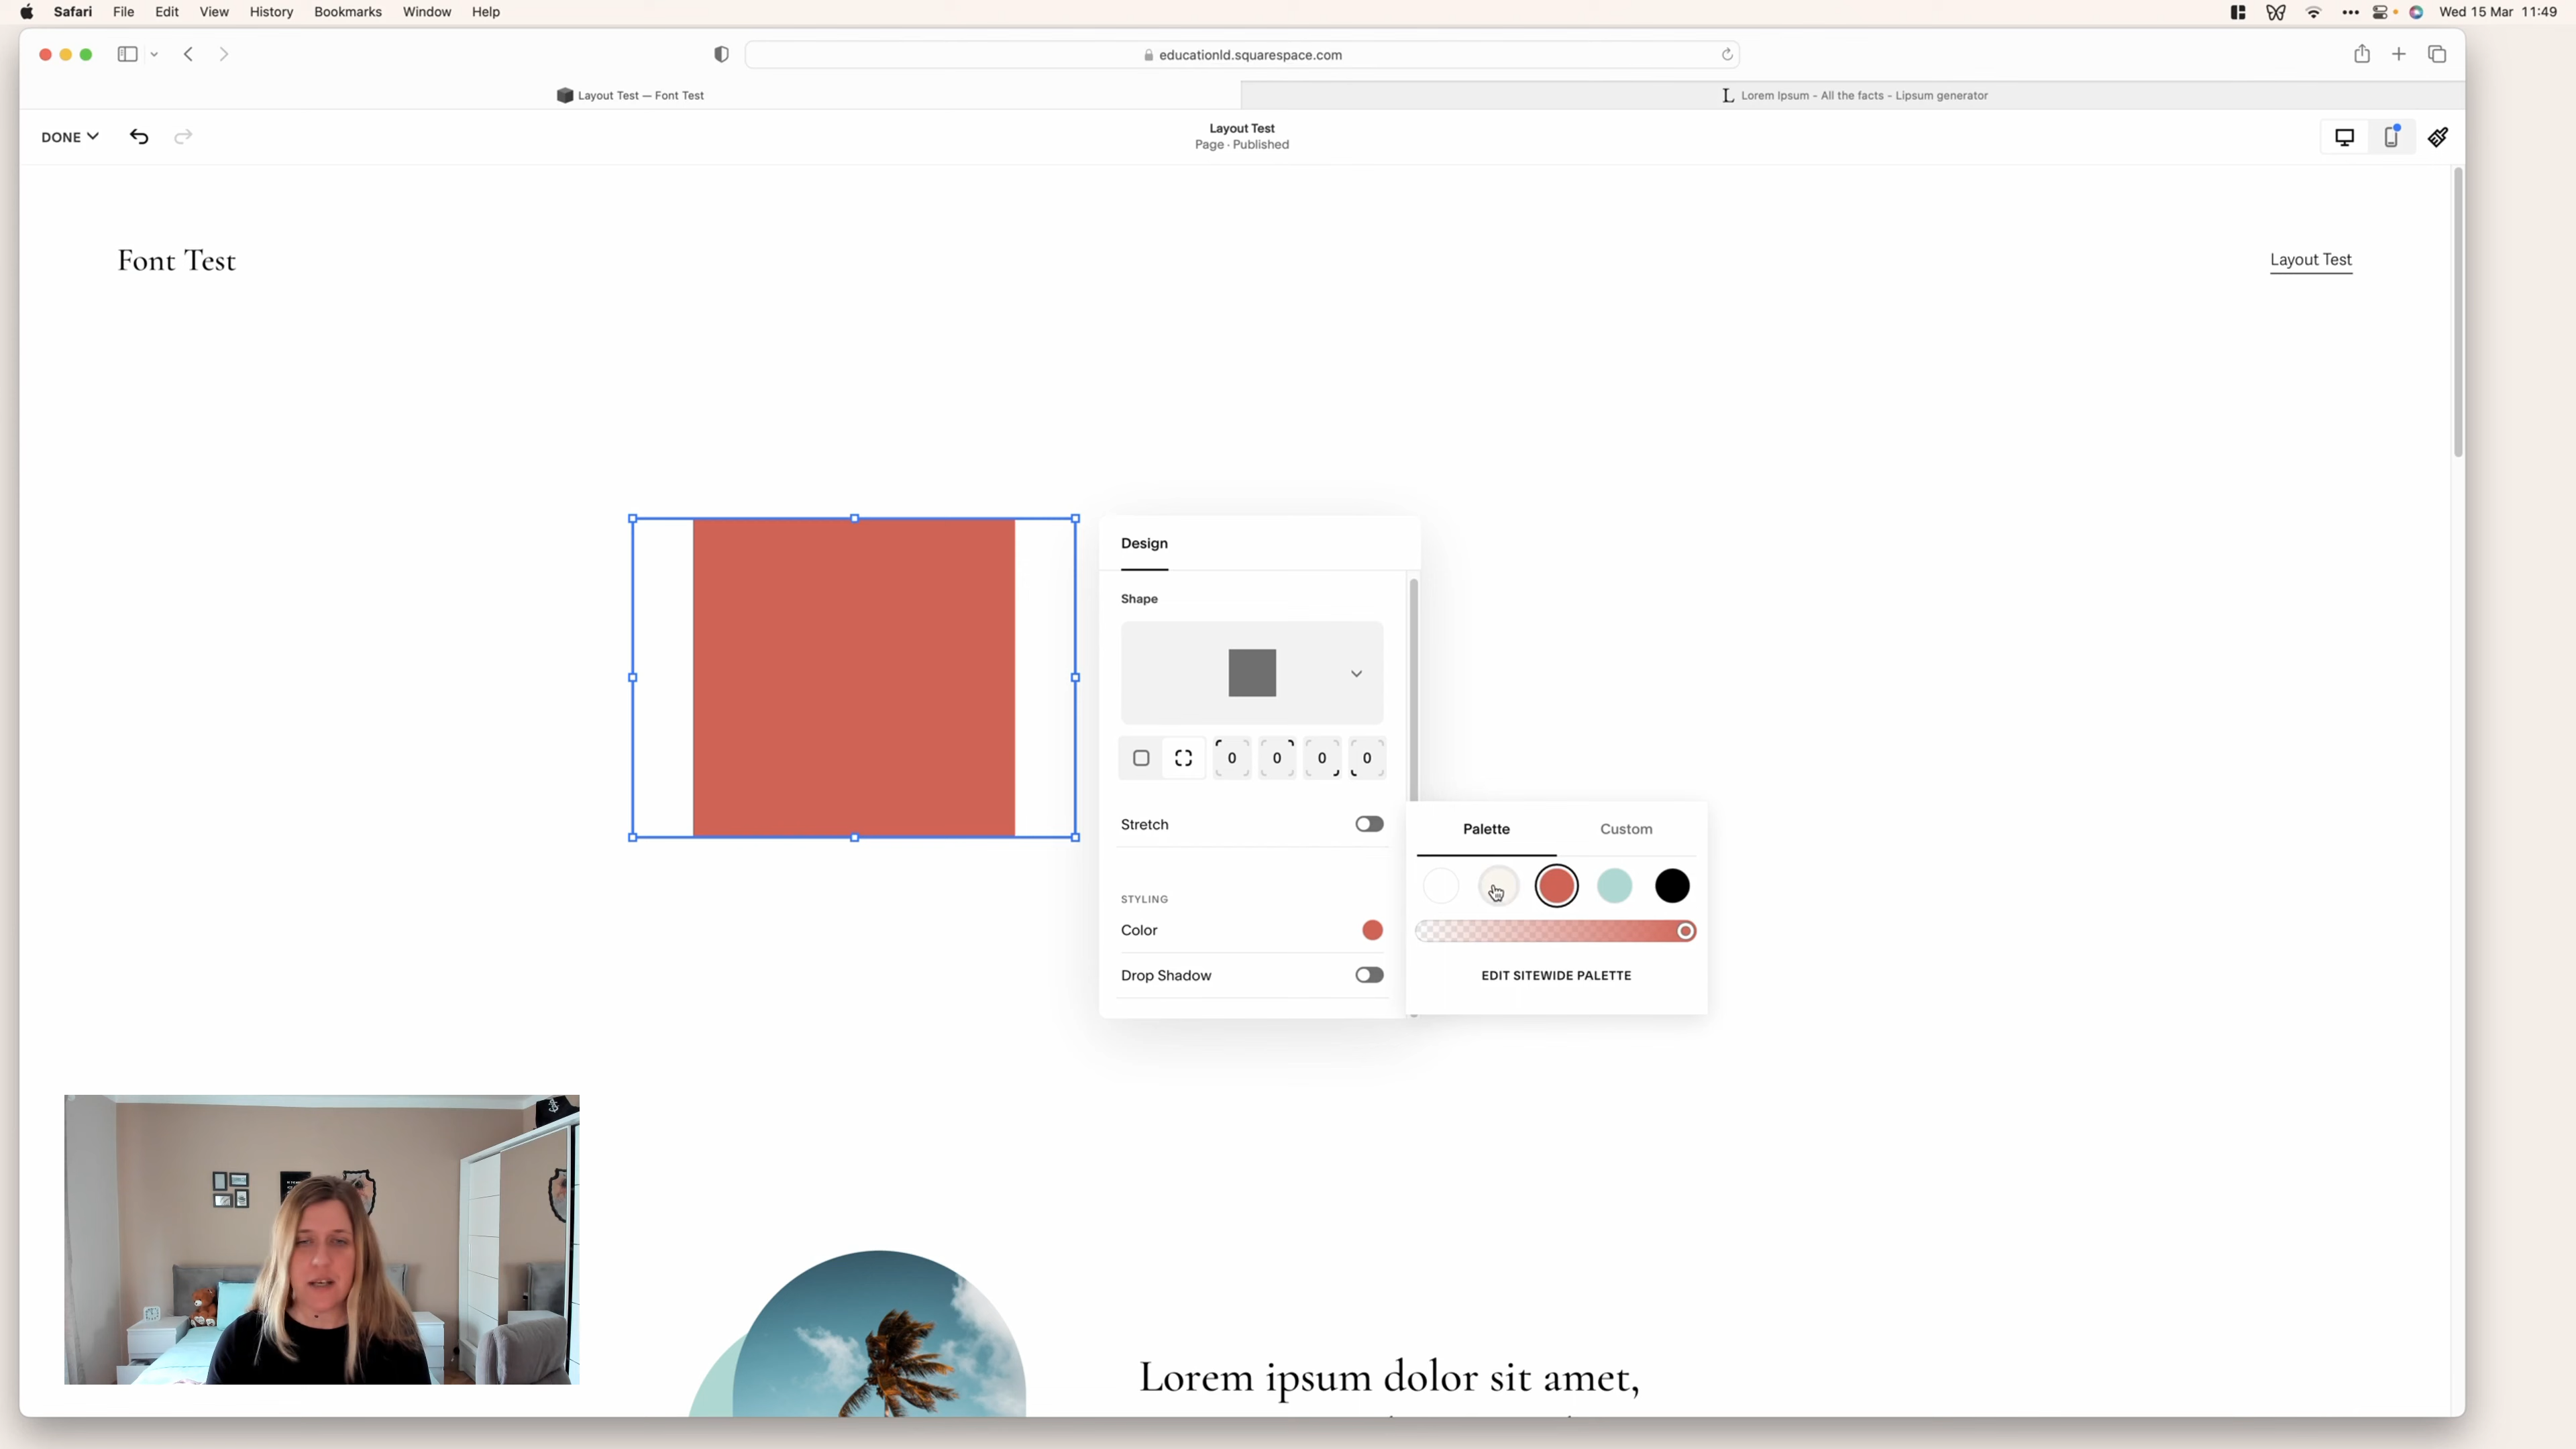 Safari File Edit View History Bookmarks Window Help Wed 15 Mar 11:49
educationld.squarespace.com
Layout Test — Font Test
L Lorem Ipsum - All the facts - Lipsum generator
DONE
Layout Test
Page · Published
Font Test
Layout Test
Design
Shape
0 0 0 0
Stretch
Palette Custom
STYLING
Color
Drop Shadow
EDIT SITEWIDE PALETTE
Lorem ipsum dolor sit amet,